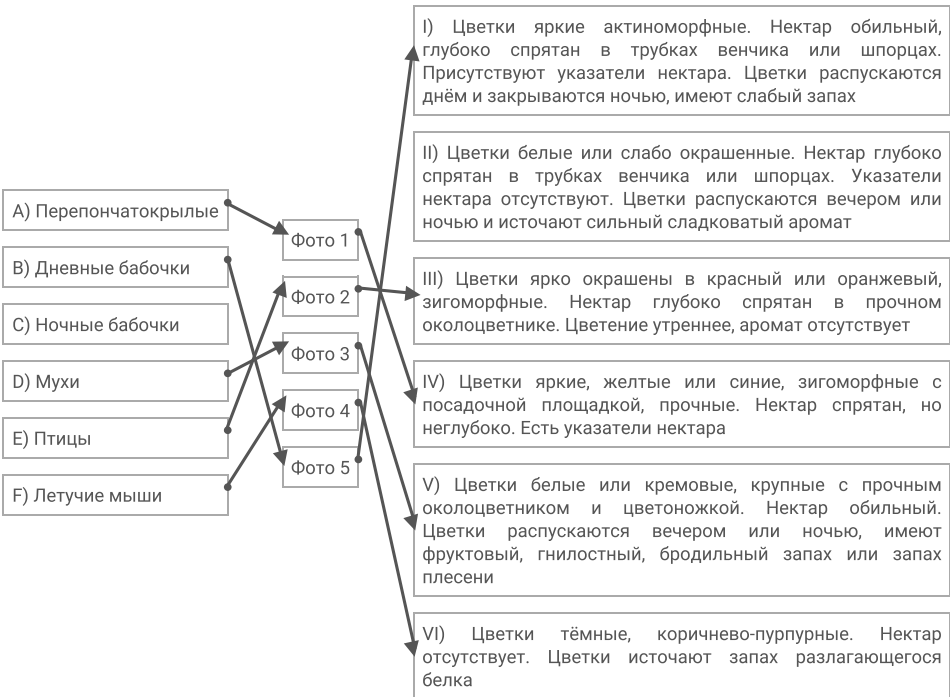 A) Перепончатокрылые
B) Дневные бабочки
C) Ночные бабочки
D) Мухи
E) Птицы
F) Летучие мыши
Фото 1
Фото 2
Фото 3
Фото 4
Фото 5
I) Цветки яркие актиноморфные. Нектар обильный,
глубоко спрятан в трубках венчика или шпорцах.
Присутствуют указатели нектара. Цветки распускаются
днём и закрываются ночью, имеют слабый запах
II) Цветки белые или слабо окрашенные. Нектар глубоко
спрятан в трубках венчика или шпорцах. Указатели
нектара отсутствуют. Цветки распускаются вечером или
ночью и источают сильный сладковатый аромат
III) Цветки ярко окрашены в красный или оранжевый,
зигоморфные. Нектар глубоко спрятан в прочном
околоцветнике. Цветение утреннее, аромат отсутствует
IV) Цветки яркие, желтые или синие, зигоморфные с
посадочной площадкой, прочные. Нектар спрятан, но
неглубоко. Есть указатели нектара
V) Цветки белые или кремовые, крупные с прочным
околоцветником и цветоножкой. Нектар обильный.
Цветки распускаются вечером или ночью, имеют
фруктовый, гнилостный, бродильный запах или запах
плесени
VI) Цветки тёмные, коричнево-пурпурные. Нектар
отсутствует. Цветки источают запах разлагающегося
белка